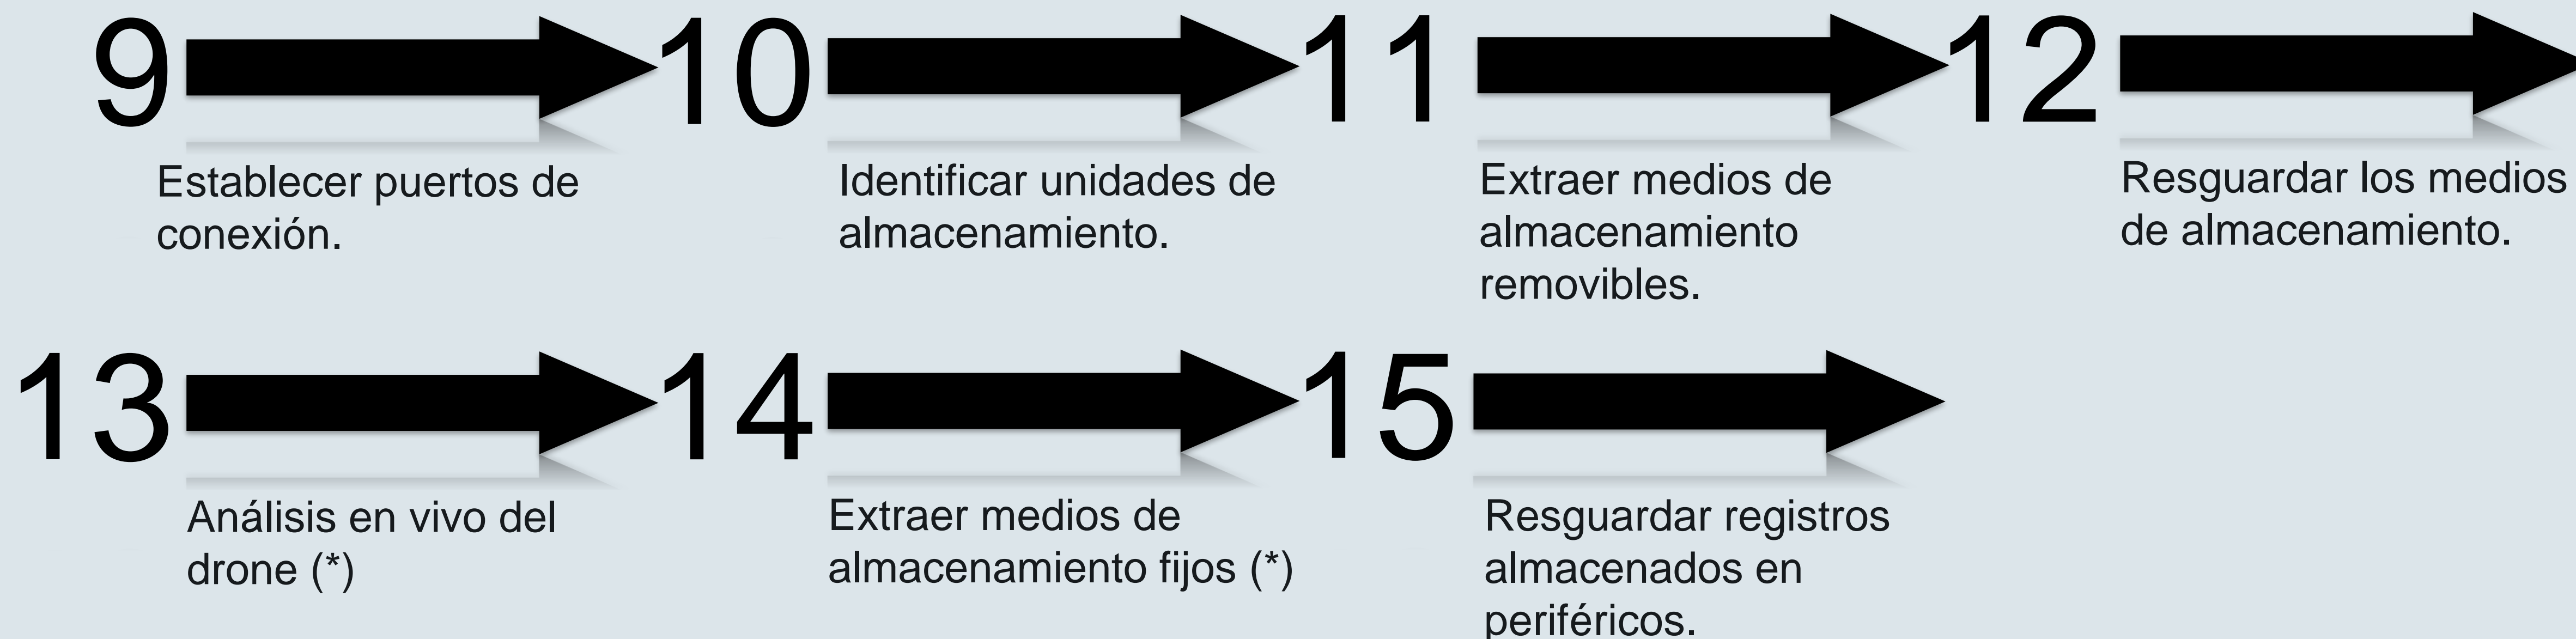 9
10
11
12
Establecer puertos de
conexión.
Identificar unidades de
almacenamiento.
Extraer medios de
almacenamiento
removibles.
Resguardar los medios
de almacenamiento.
13
14
15
Análisis en vivo del
drone (*)
Extraer medios de
almacenamiento fijos (*)
Resguardar registros
almacenados en
periféricos.